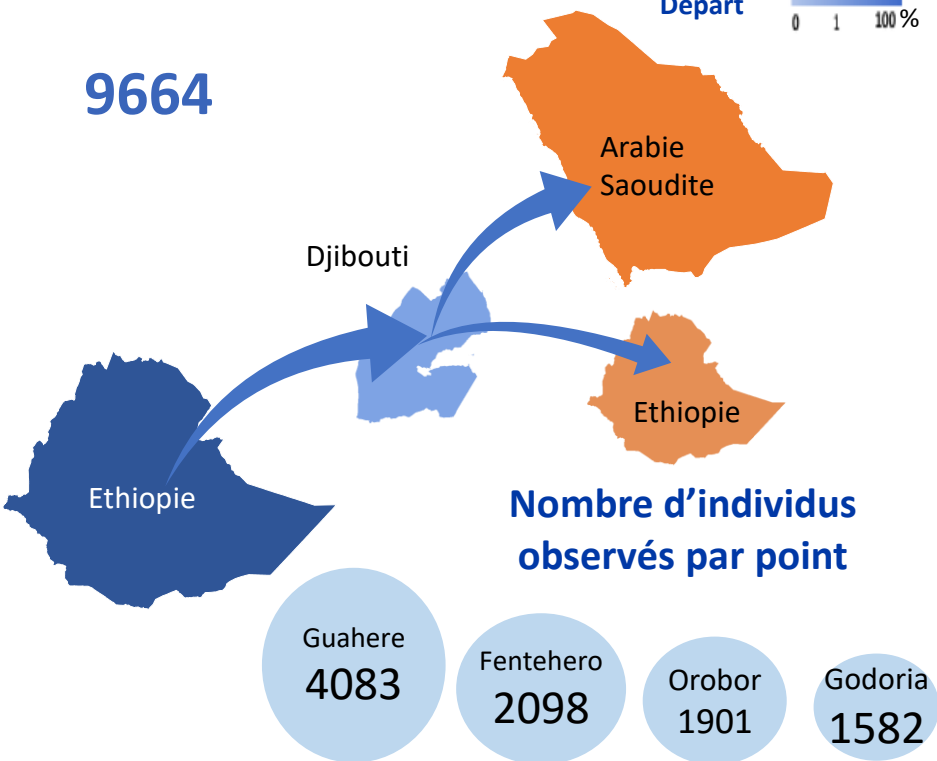 Départ
0 1 100 %
9664
Arabie
Saoudite
Djibouti
Ethiopie
Ethiopie
Nombre d'individus
observés par point
Guahere
4083
Fentehero
2098
Orobor
1901
Godoria
1582